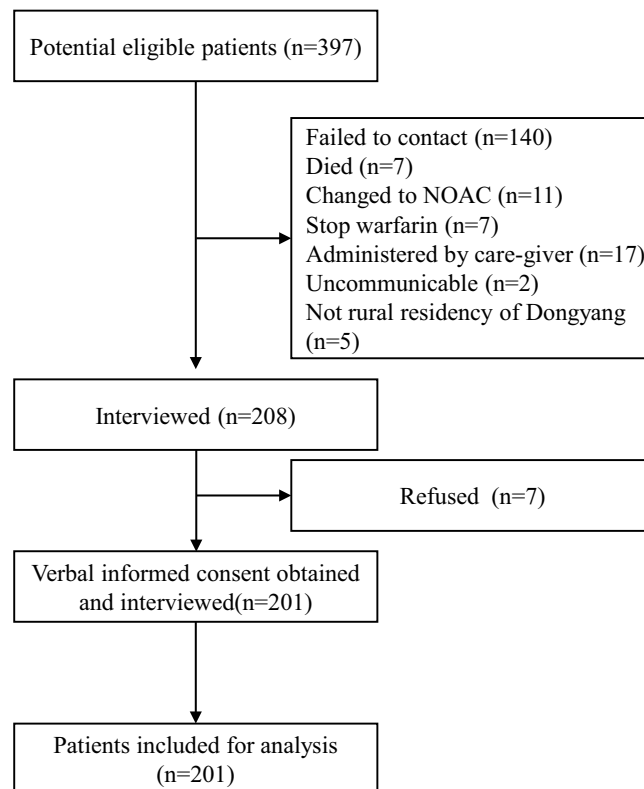 Potential eligible patients (n=397)
Failed to contact (n=140)
Died (n=7)
Changed to NOAC (n=11)
Stop warfarin (n=7)
Administered by care-giver (n=17)
Uncommunicable (n=2)
Not rural residency of Dongyang
(n=5)
Interviewed (n=208)
Refused (n=7)
Verbal informed consent obtained
and interviewed(n=201)
Patients included for analysis
(n=201)